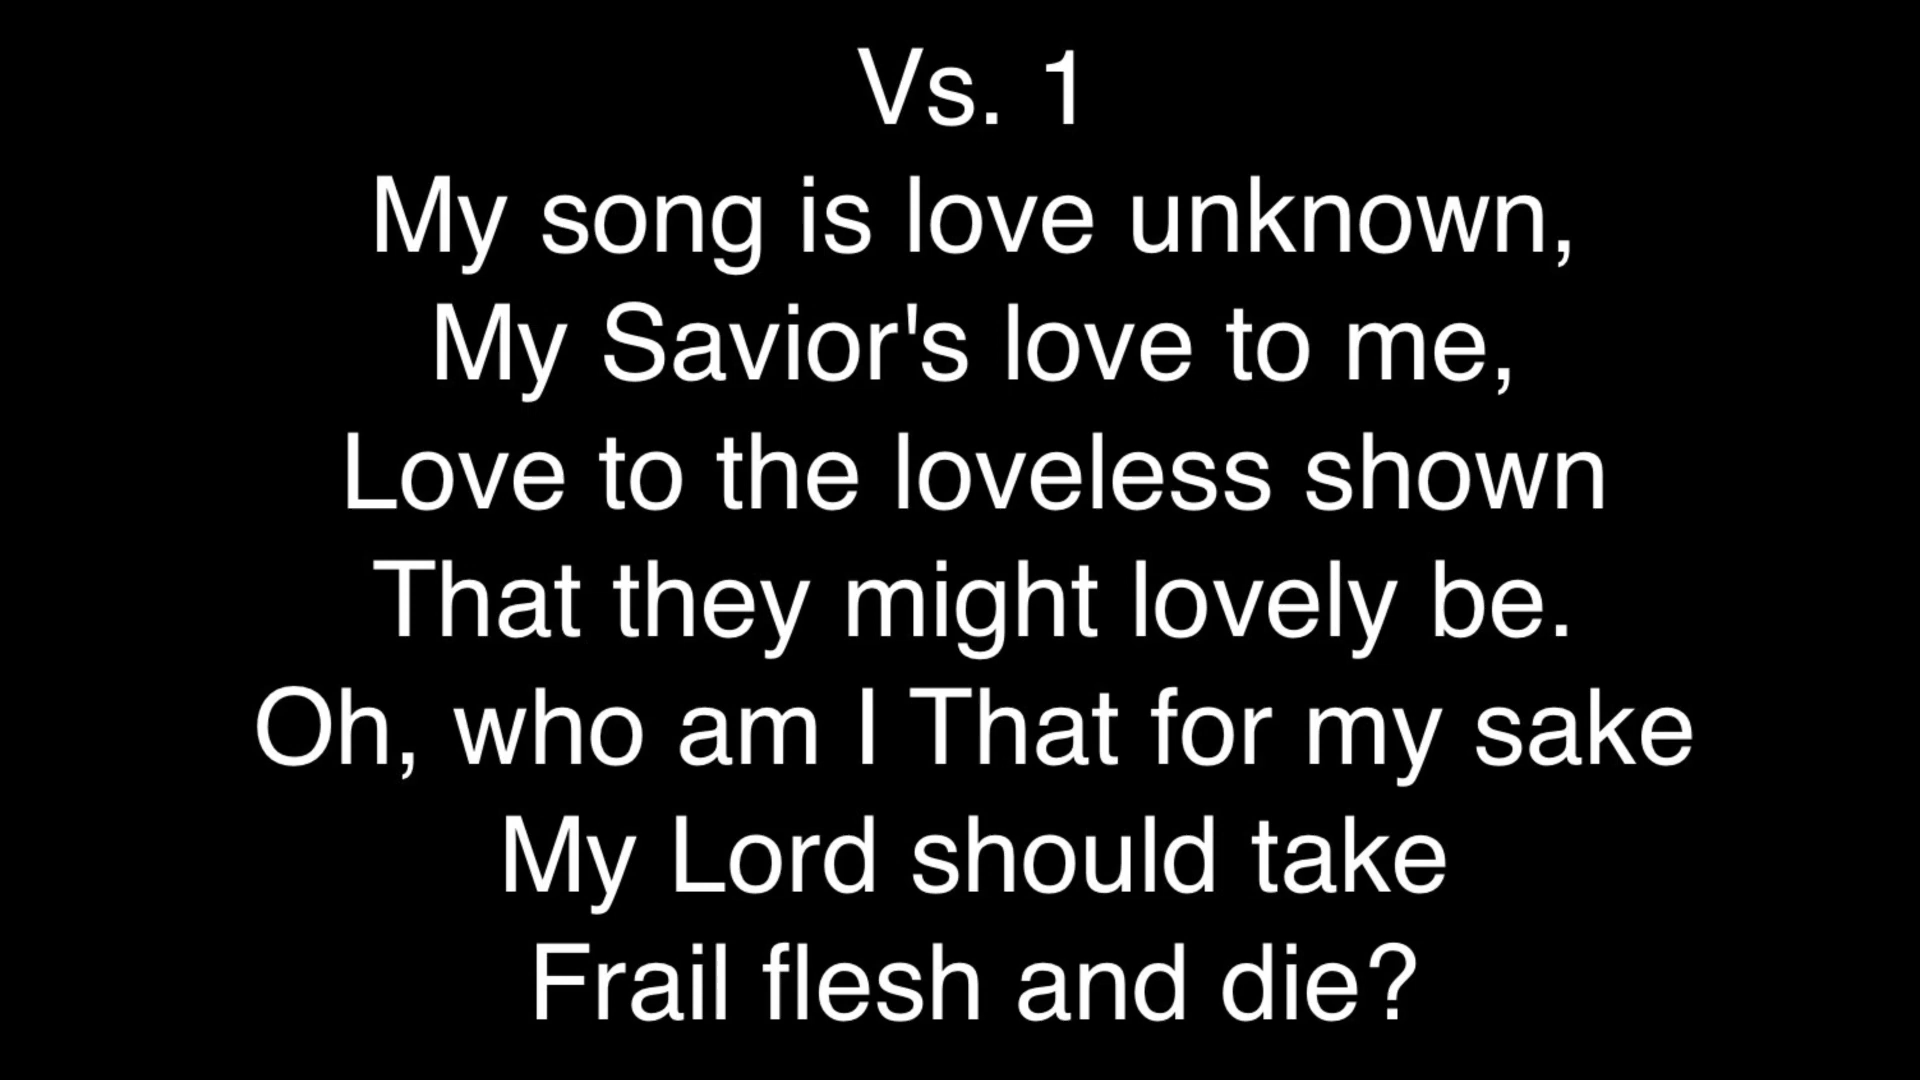 Vs. 1
My song is love unknown,
My Savior's love to me,
Love to the loveless shown
That they might lovely be.
Oh, who am I That for my sake
My Lord should take
Frail flesh and die?